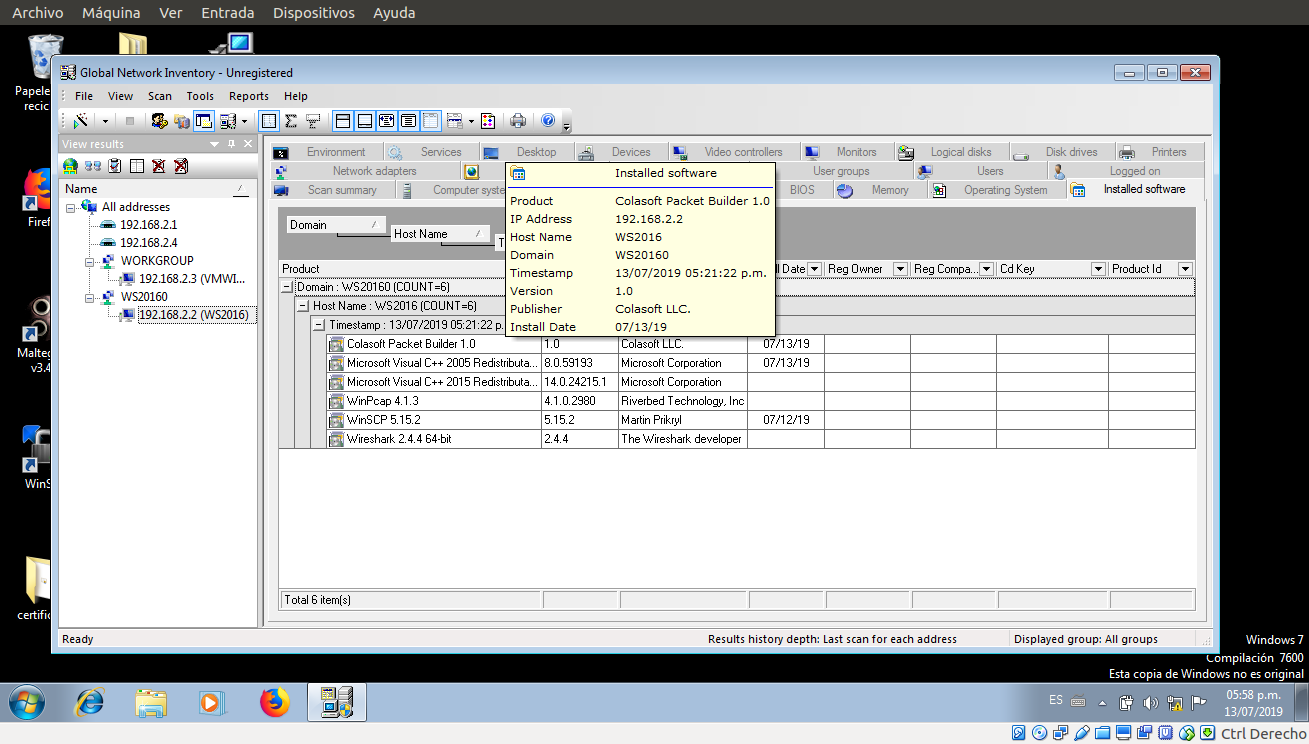 Archivo Máquina Ver Entrada Dispositivos Ayuda
Global Network Inventory - Unregistered
File View Scan Tools Reports Help
View results
Name
All addresses
192.168.2.1
192.168.2.4
WORKGROUP
192.168.2.3 (VMWI...
WS20160
192.168.2.2 (WS2016)
Environment Services Desktop Devices Video controllers Monitors Logical disks Disk drives Printers
Network adapters User groups Users Logged on
Scan summary Computer syste BIOS Memory Operating System Installed software
Domain
Host Name
T
Installed software
Product Colasoft Packet Builder 1.0
IP Address 192.168.2.2
Host Name WS2016
Domain WS20160
Timestamp 13/07/2019 05:21:22 p.m.
Version 1.0
Publisher Colasoft LLC.
Install Date 07/13/19
Product ll Date Reg Owner Reg Compa... Cd Key Product Id
Domain : WS20160 (COUNT=6)
Host Name : WS2016 (COUNT=6)
Timestamp : 13/07/2019 05:21:22 p.
Colasoft Packet Builder 1.0 1.0 Colasoft LLC. 07/13/19
Microsoft Visual C++ 2005 Redistributa... 8.0.59193 Microsoft Corporation 07/13/19
Microsoft Visual C++ 2015 Redistributa... 14.0.24215.1 Microsoft Corporation
WinPcap 4.1.3 4.1.0.2980 Riverbed Technology, Inc
WinSCP 5.15.2 5.15.2 Martin Prikryl 07/12/19
Wireshark 2.4.4 64-bit 2.4.4 The Wireshark developer
Total 6 item(s)
Ready Results history depth: Last scan for each address Displayed group: All groups
Papele
recic
Firef
Malteg
v3.4
WinS
certific
Windows 7
Compilación 7600
Esta copia de Windows no es original
ES
05:58 p.m.
13/07/2019
Ctrl Derecho